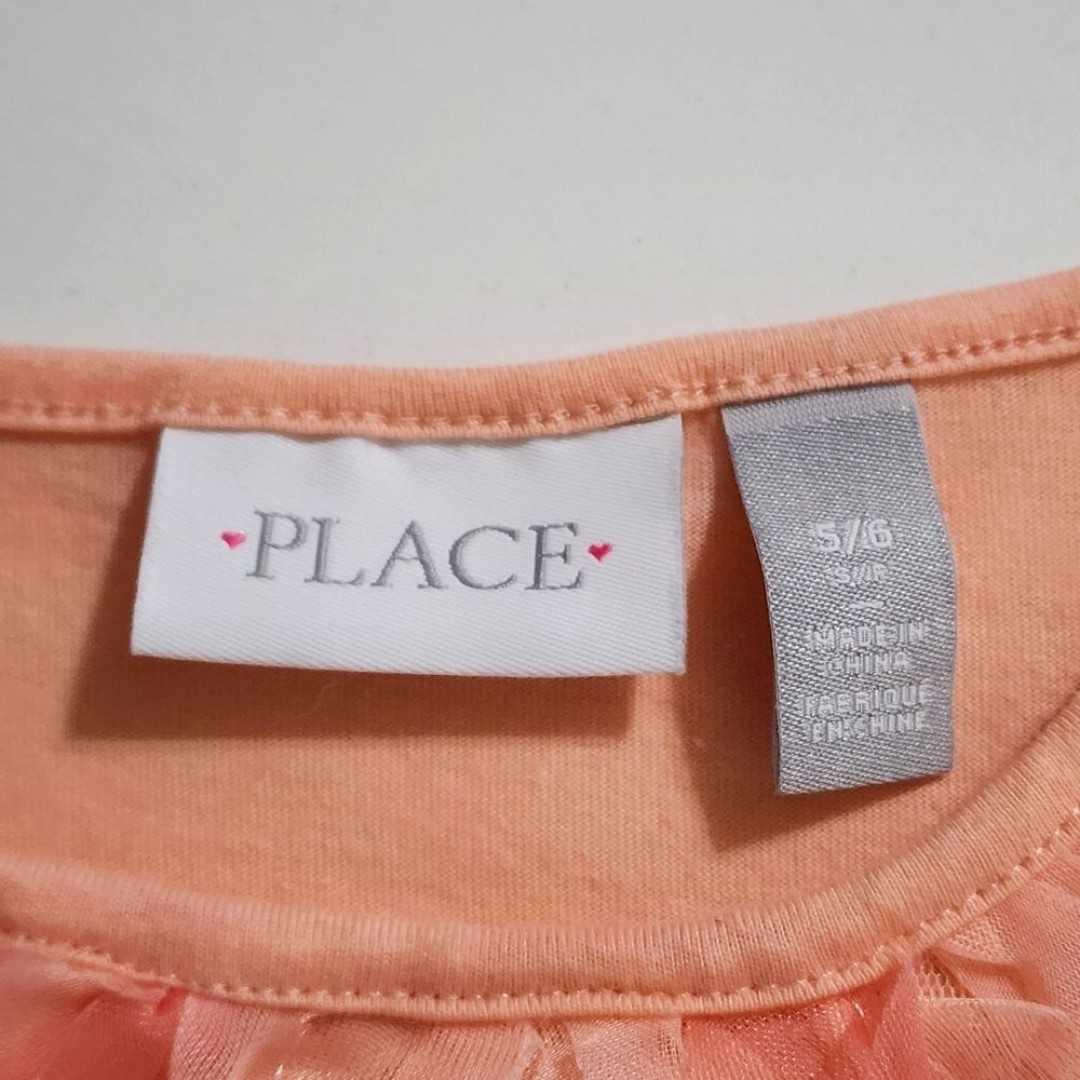 PLACE
5/6
S/P
MADE IN
CHINA
FABRIQUÉ
EN CHINE